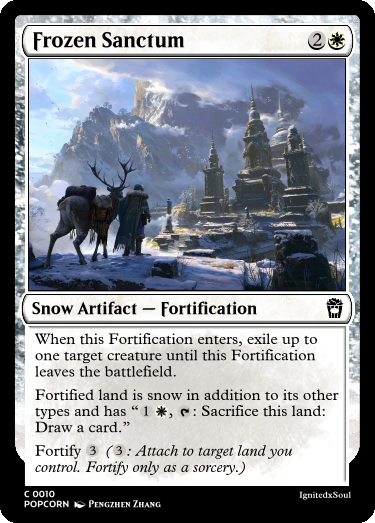 Frozen Sanctum 2
Snow Artifact — Fortification
When this Fortification enters, exile up to
one target creature until this Fortification
leaves the battlefield.
Fortified land is snow in addition to its other
types and has “1 , : Sacrifice this land:
Draw a card.”
Fortify 3 (3: Attach to target land you
control. Fortify only as a sorcery.)
C 0010
POPCORN Pengzhen Zhang
IgnitedxSoul